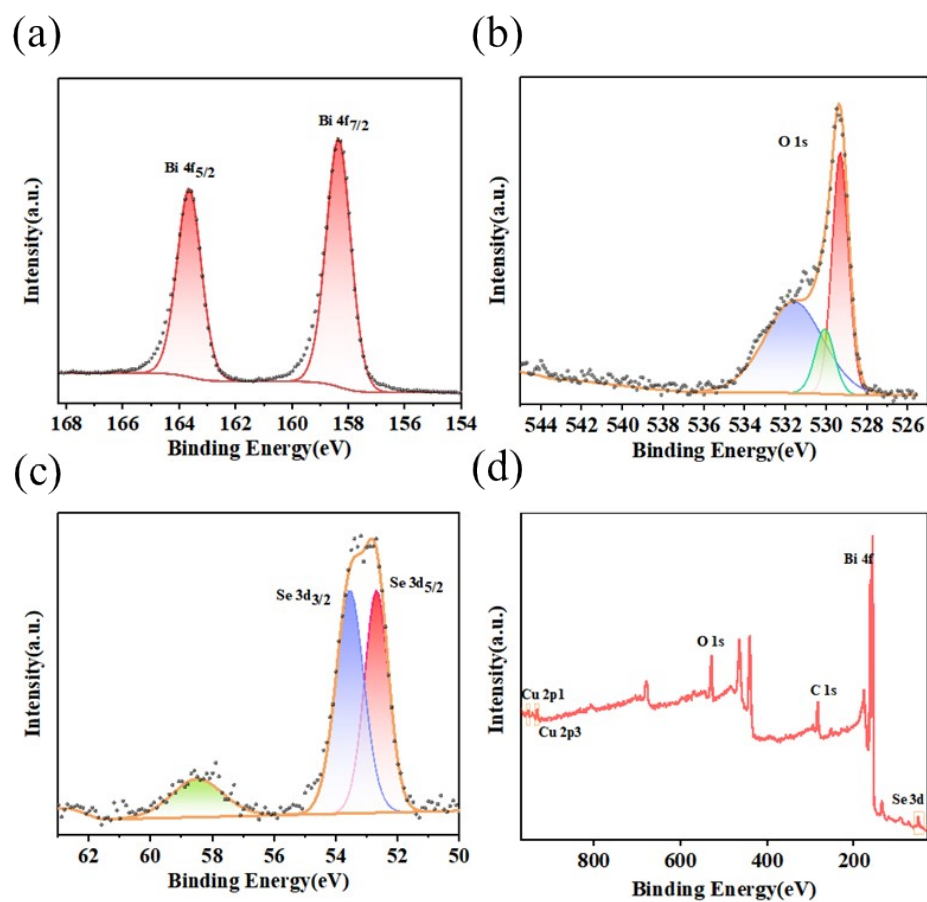 (a)
Intensity(a.u.)
Bi 4f5/2
Bi 4f7/2
168 166 164 162 160 158 156 154
Binding Energy(eV)
(b)
Intensity(a.u.)
O 1s
544 542 540 538 536 534 532 530 528 526
Binding Energy(eV)
(c)
Intensity(a.u.)
Se 3d3/2
Se 3d5/2
62 60 58 56 54 52 50
Binding Energy(eV)
(d)
Intensity(a.u.)
Cu 2p1
Cu 2p3
O 1s
C 1s
Bi 4f
Se 3d
800 600 400 200
Binding Energy(eV)